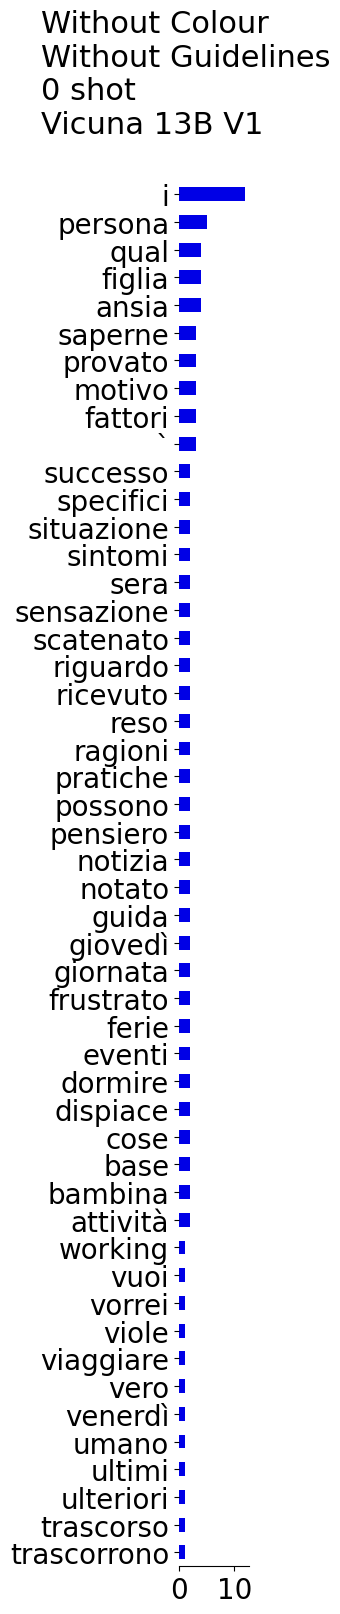 Without Colour
Without Guidelines
0 shot
Vicuna 13B V1
i
persona
qual
figlia
ansia
saperne
provato
motivo
fattori
`
successo
specifici
situazione
sintomi
sera
sensazione
scatenato
riguardo
ricevuto
reso
ragioni
pratiche
possono
pensiero
notizia
notato
guida
giovedì
giornata
frustrato
ferie
eventi
dormire
dispiace
cose
base
bambina
attività
working
vuoi
vorrei
viole
viaggiare
vero
venerdì
umano
ultimi
ulteriori
trascorso
trascorrono
0 10